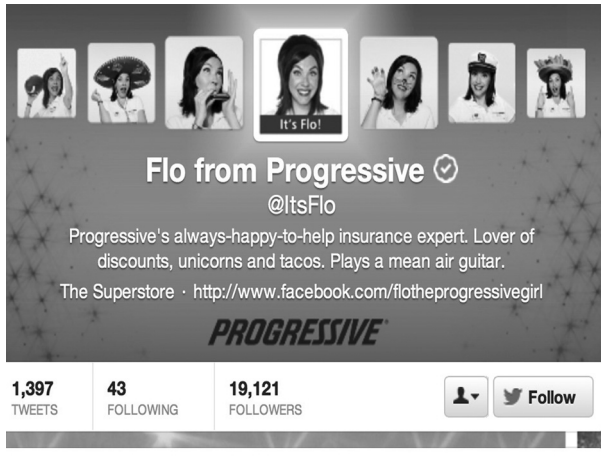 It's Flo!
Flo from Progressive
@ItsFlo
Progressive's always-happy-to-help insurance expert. Lover of
discounts, unicorns and tacos. Plays a mean air guitar.
The Superstore · http://www.facebook.com/flotheprogressivegirl
PROGRESSIVE
1,397 43 19,121
TWEETS FOLLOWING FOLLOWERS
Follow